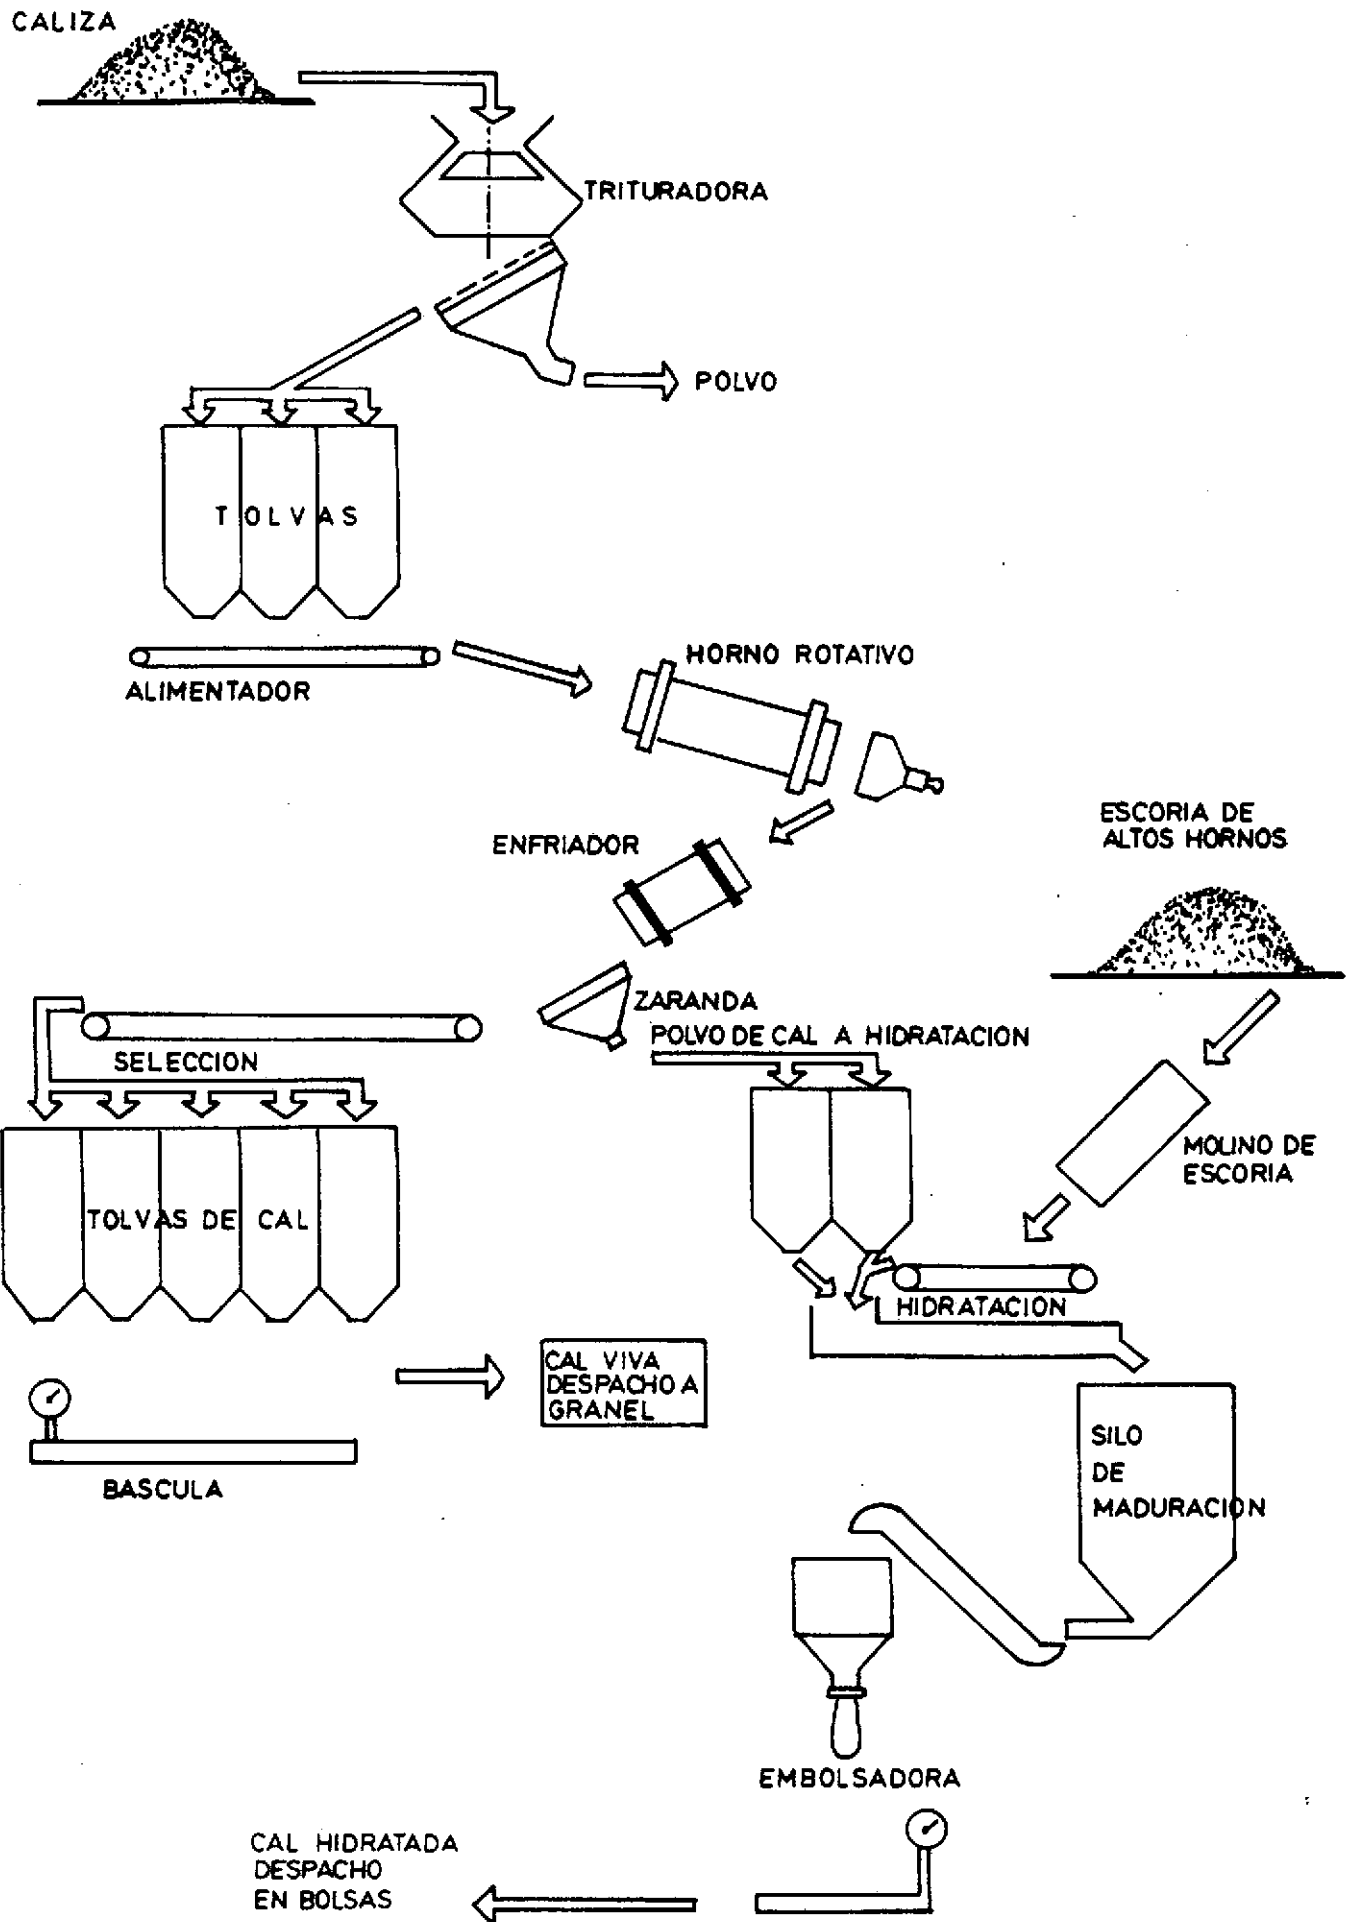 CALIZA
TRITURADORA
POLVO
TOLVAS
ALIMENTADOR
HORNO ROTATIVO
ENFRIADOR
ESCORIA DE
ALTOS HORNOS
ZARANDA
POLVO DE CAL A HIDRATACION
SELECCION
MOLINO DE
ESCORIA
TOLVAS DE CAL
HIDRATACION
CAL VIVA
DESPACHO A
GRANEL
BASCULA
SILO
DE
MADURACION
EMBOLSADORA
CAL HIDRATADA
DESPACHO
EN BOLSAS